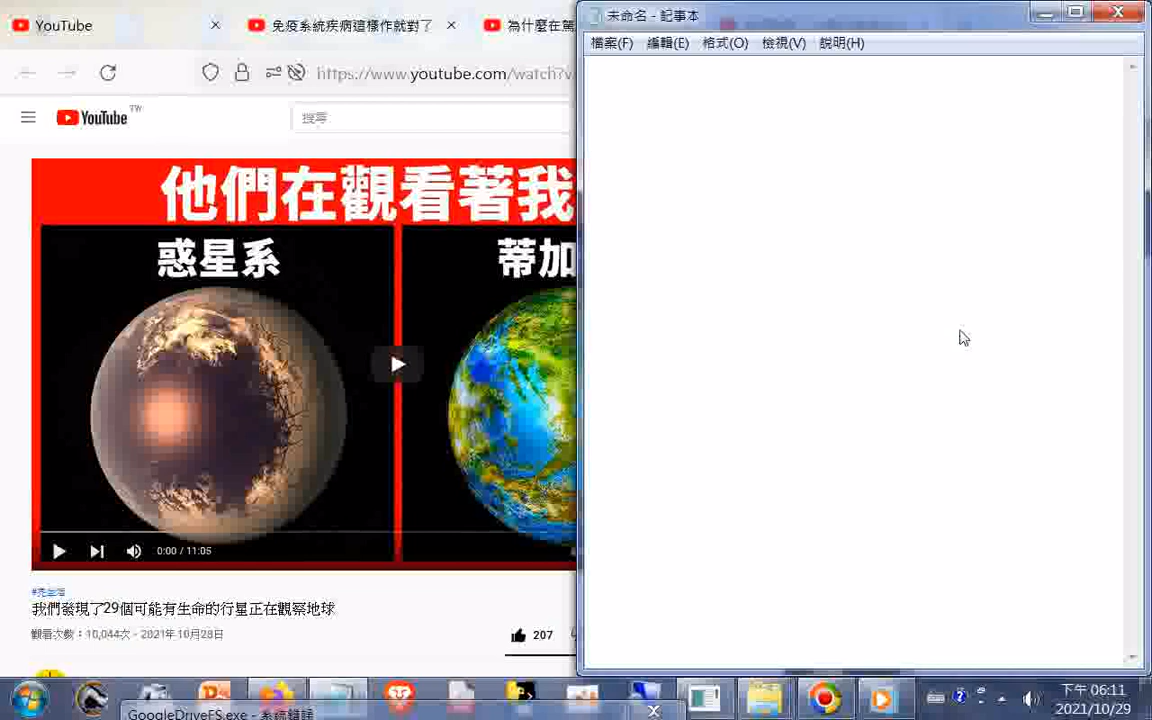 YouTube
免疫系統疾病這樣作就對了
為什麼在萬
https://www.youtube.com/watch?v
YouTube TW
搜尋
他們在觀看著我
惑星系
蒂加
0:00 / 11:05
#禿生活
我們發現了29個可能有生命的行星正在觀察地球
觀看次數：10,044次 • 2021年10月28日
207
未命名 - 記事本
檔案(F) 編輯(E) 格式(O) 檢視(V) 說明(H)
GoogleDriveFS.exe - 系統錯誤
下午 06:11
2021/10/29